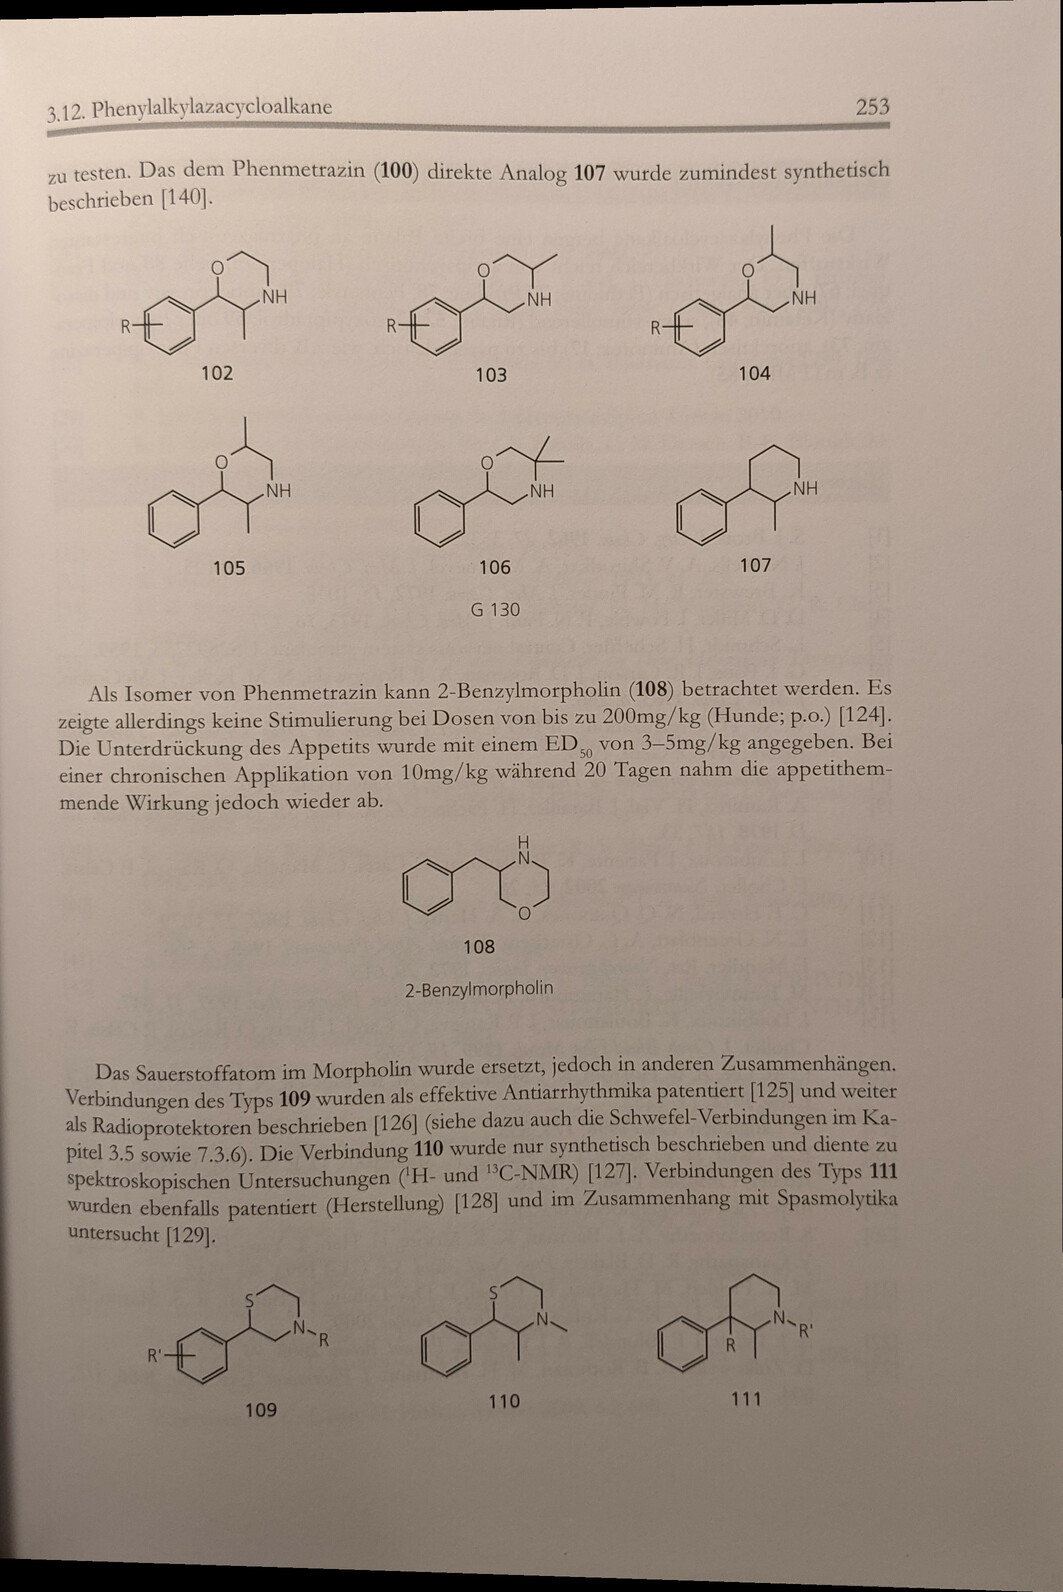 3.12. Phenylalkylazacycloalkane 253
zu testen. Das dem Phenmetrazin (100) direkte Analog 107 wurde zumindest synthetisch
beschrieben [140].
O
NH
R
102
O
NH
R
103
O
NH
R
104
O
NH
105
O
NH
106
G 130
NH
107
Als Isomer von Phenmetrazin kann 2-Benzylmorpholin (108) betrachtet werden. Es
zeigte allerdings keine Stimulierung bei Dosen von bis zu 200mg/kg (Hunde; p.o.) [124].
Die Unterdrückung des Appetits wurde mit einem ED50 von 3–5mg/kg angegeben. Bei
einer chronischen Applikation von 10mg/kg während 20 Tagen nahm die appetithem-
mende Wirkung jedoch wieder ab.
H
N
O
108
2-Benzylmorpholin
Das Sauerstoffatom im Morpholin wurde ersetzt, jedoch in anderen Zusammenhängen.
Verbindungen des Typs 109 wurden als effektive Antiarrhythmika patentiert [125] und weiter
als Radioprotektoren beschrieben [126] (siehe dazu auch die Schwefel-Verbindungen im Ka-
pitel 3.5 sowie 7.3.6). Die Verbindung 110 wurde nur synthetisch beschrieben und diente zu
spektroskopischen Untersuchungen (¹H- und ¹³C-NMR) [127]. Verbindungen des Typs 111
wurden ebenfalls patentiert (Herstellung) [128] und im Zusammenhang mit Spasmolytika
untersucht [129].
S
N
R
R'
109
S
N
110
N
R'
R
111